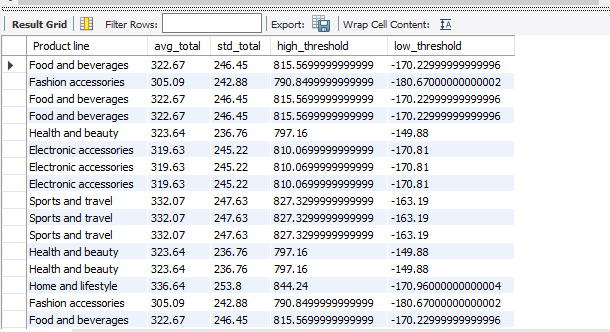 Result Grid Filter Rows: Export: Wrap Cell Content: IA
Product line avg_total std_total high_threshold low_threshold
Food and beverages 322.67 246.45 815.5699999999999 -170.22999999999996
Fashion accessories 305.09 242.88 790.8499999999999 -180.67000000000002
Food and beverages 322.67 246.45 815.5699999999999 -170.22999999999996
Food and beverages 322.67 246.45 815.5699999999999 -170.22999999999996
Health and beauty 323.64 236.76 797.16 -149.88
Electronic accessories 319.63 245.22 810.0699999999999 -170.81
Electronic accessories 319.63 245.22 810.0699999999999 -170.81
Electronic accessories 319.63 245.22 810.0699999999999 -170.81
Sports and travel 332.07 247.63 827.3299999999999 -163.19
Sports and travel 332.07 247.63 827.3299999999999 -163.19
Sports and travel 332.07 247.63 827.3299999999999 -163.19
Health and beauty 323.64 236.76 797.16 -149.88
Health and beauty 323.64 236.76 797.16 -149.88
Home and lifestyle 336.64 253.8 844.24 -170.96000000000004
Fashion accessories 305.09 242.88 790.8499999999999 -180.67000000000002
Food and beverages 322.67 246.45 815.5699999999999 -170.22999999999996